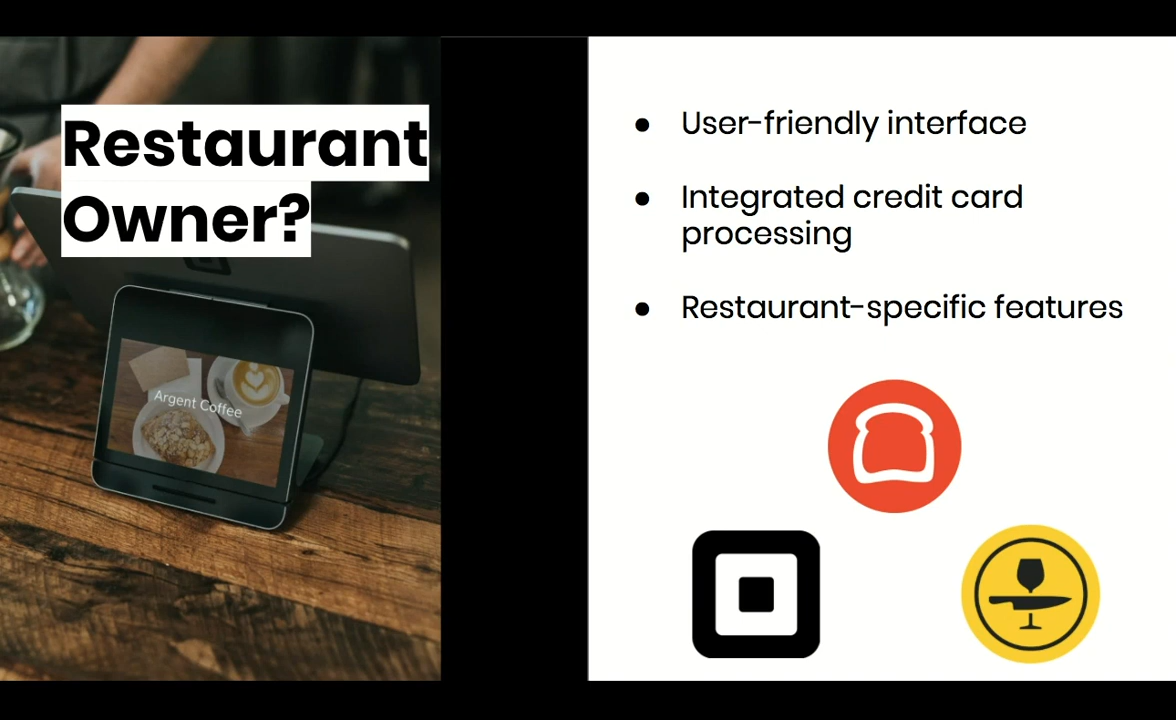 Restaurant
Owner?
Argent Coffee
● User-friendly interface
● Integrated credit card
processing
● Restaurant-specific features